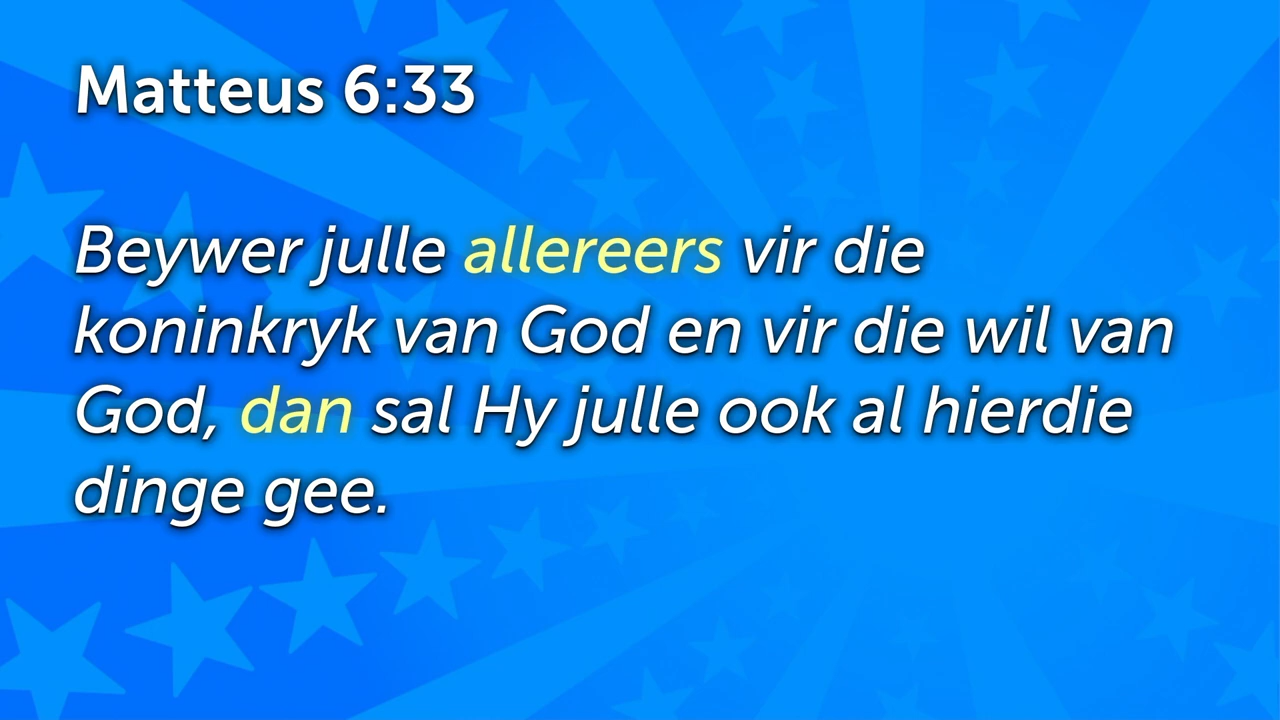 Matteus 6:33
Beywer julle allereers vir die
koninkryk van God en vir die wil van
God, dan sal Hy julle ook al hierdie
dinge gee.